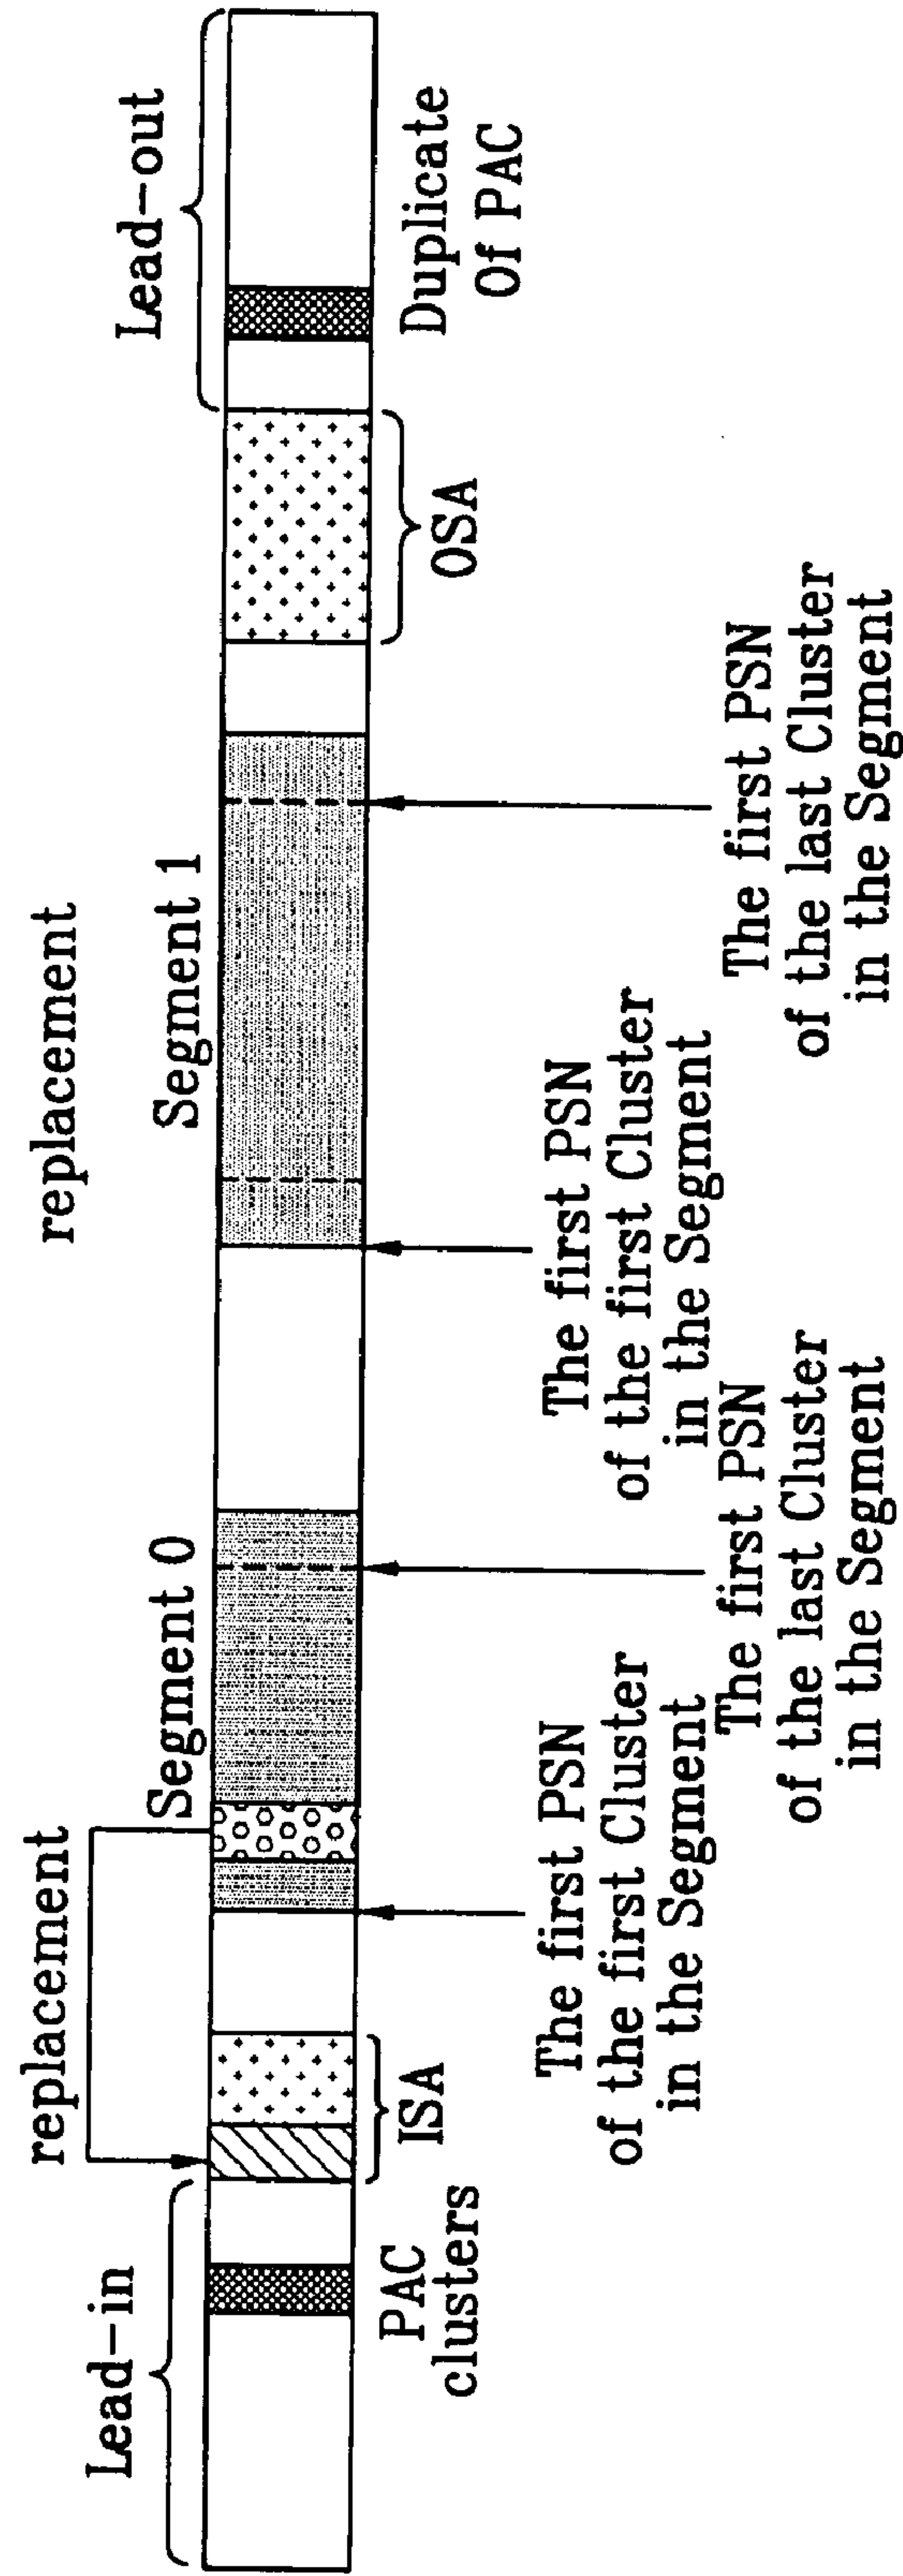 replacement
replacement
Lead-in
Segment 0
Segment 1
Lead-out
PAC
clusters
ISA
OSA
Duplicate
Of PAC
The first PSN
of the first Cluster
in the Segment
The first PSN
of the last Cluster
in the Segment
The first PSN
of the first Cluster
in the Segment
The first PSN
of the last Cluster
in the Segment